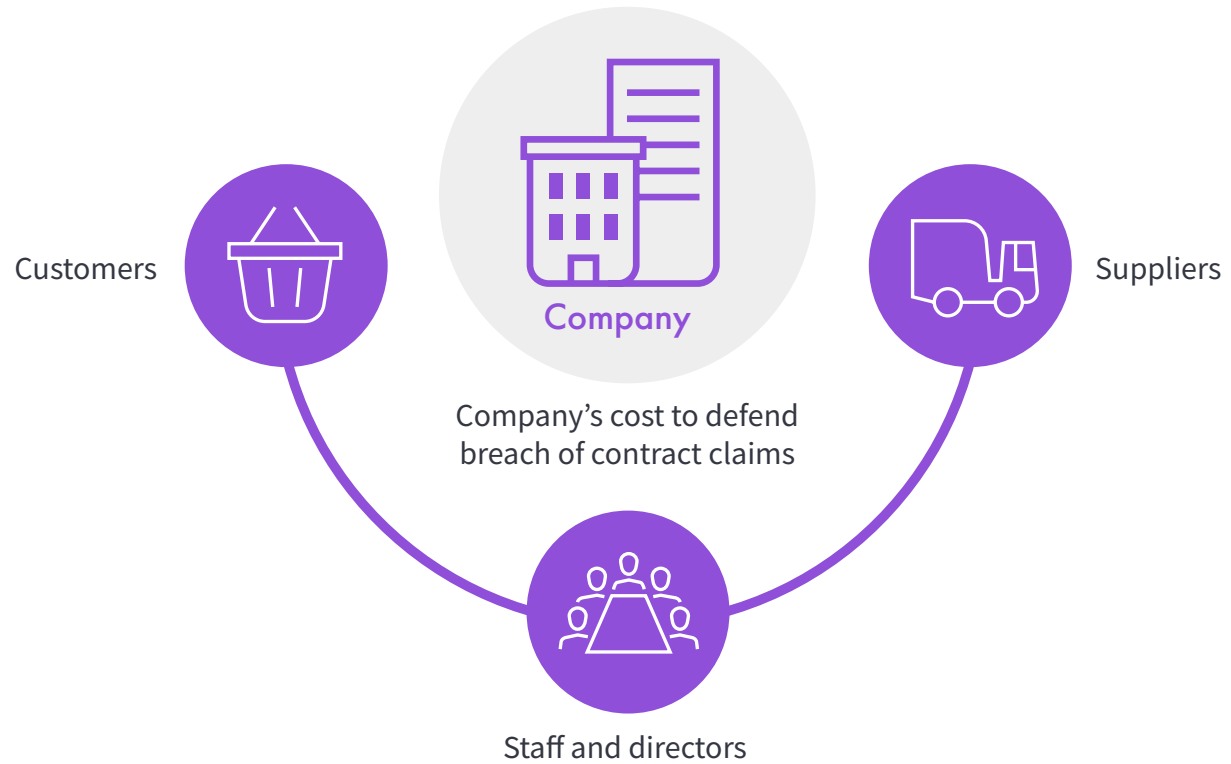 Customers
Company
Suppliers
Company’s cost to defend
breach of contract claims
Staff and directors